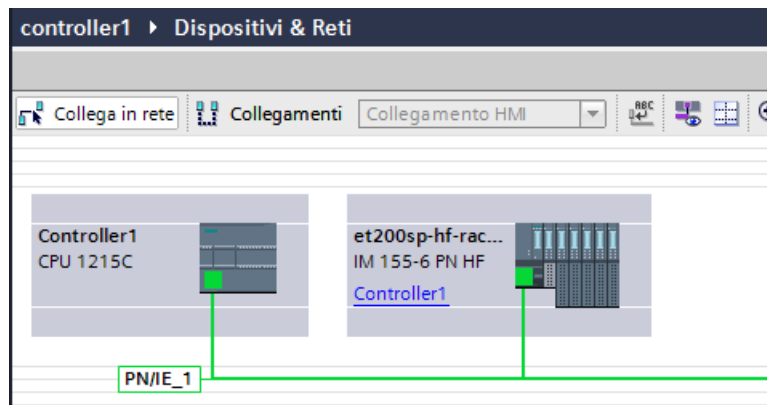 controller1 ▸ Dispositivi & Reti
Collega in rete Collegamenti Collegamento HMI
Controller1
CPU 1215C
et200sp-hf-rac...
IM 155-6 PN HF
Controller1
PN/IE_1